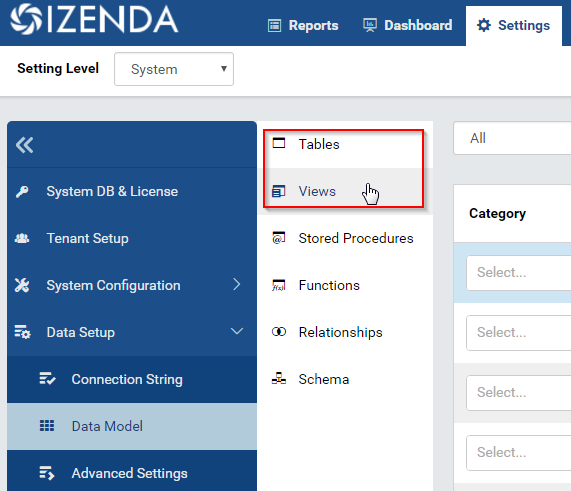 IZENDA
Reports
Dashboard
Settings
Setting Level
System
System DB & License
Tenant Setup
System Configuration
Data Setup
Connection String
Data Model
Advanced Settings
Tables
Views
Stored Procedures
Functions
Relationships
Schema
All
Category
Select...
Select...
Select...
Select...